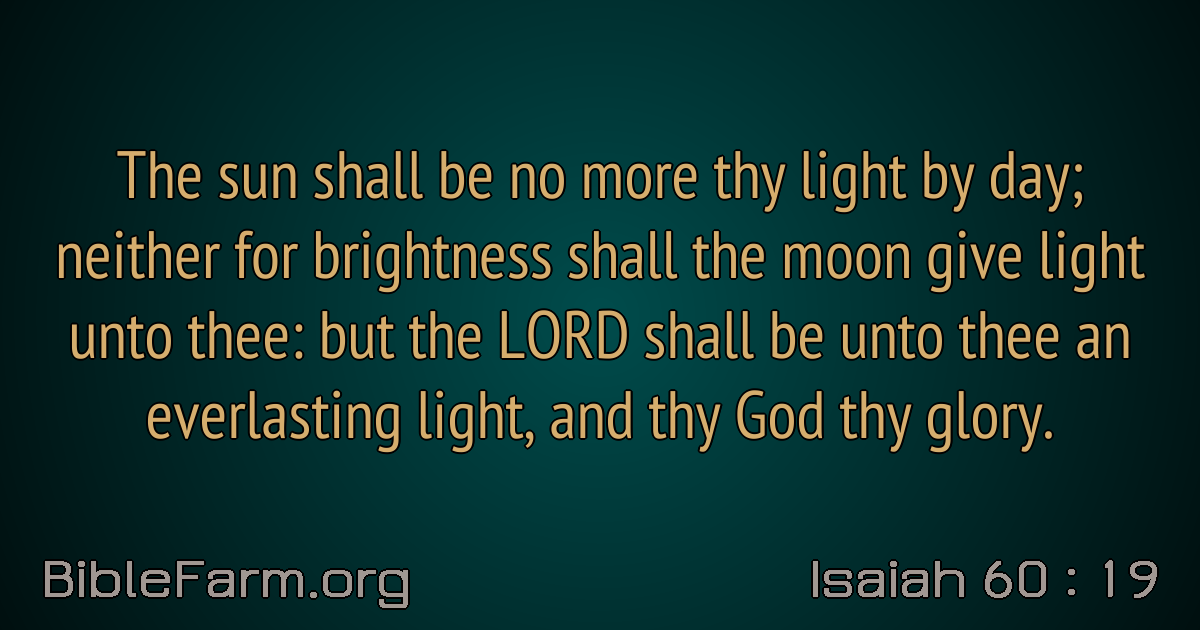 The sun shall be no more thy light by day;
neither for brightness shall the moon give light
unto thee: but the LORD shall be unto thee an
everlasting light, and thy God thy glory.
BibleFarm.org
Isaiah 60 : 19